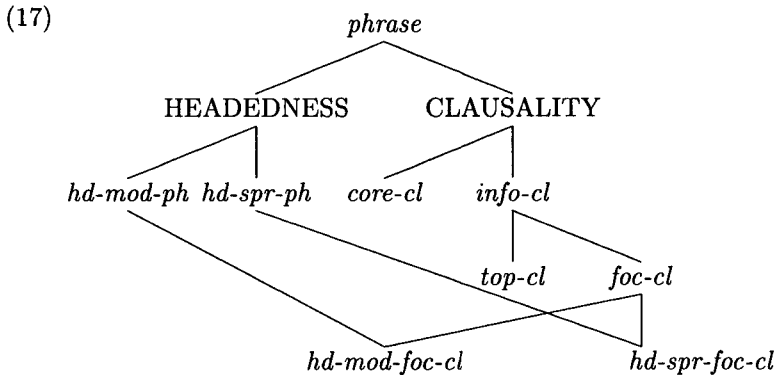 (17)
phrase
HEADEDNESS CLAUSALITY
hd-mod-ph hd-spr-ph core-cl info-cl
top-cl foc-cl
hd-mod-foc-cl hd-spr-foc-cl